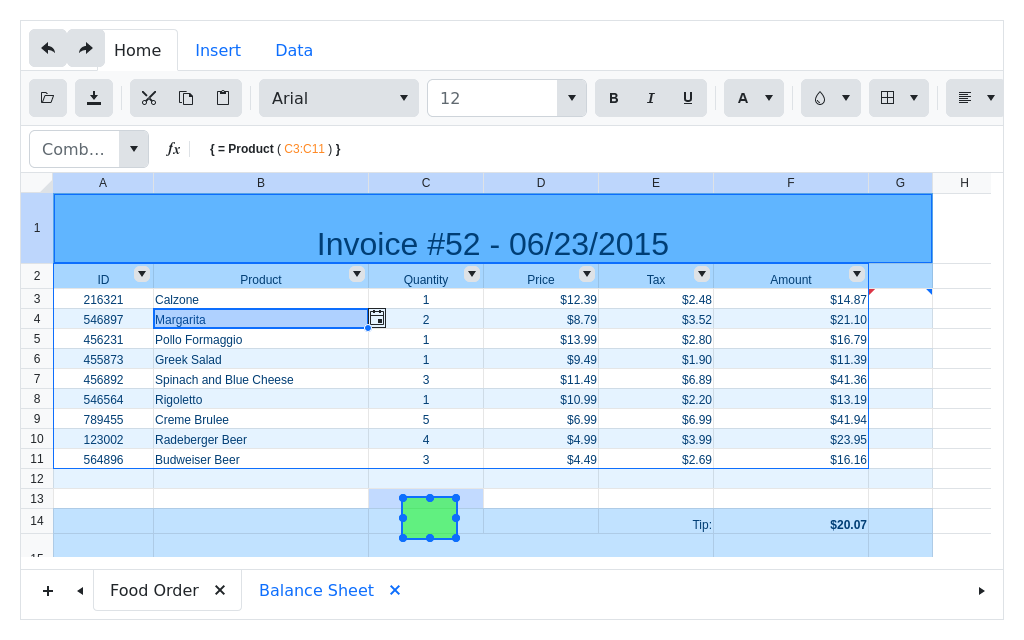 Home Insert Data
Arial 12 B I U A
Comb... fx { = Product ( C3:C11 ) }
A B C D E F G H
1 Invoice #52 - 06/23/2015
2 ID Product Quantity Price Tax Amount
3 216321 Calzone 1 $12.39 $2.48 $14.87
4 546897 Margarita 2 $8.79 $3.52 $21.10
5 456231 Pollo Formaggio 1 $13.99 $2.80 $16.79
6 455873 Greek Salad 1 $9.49 $1.90 $11.39
7 456892 Spinach and Blue Cheese 3 $11.49 $6.89 $41.36
8 546564 Rigoletto 1 $10.99 $2.20 $13.19
9 789455 Creme Brulee 5 $6.99 $6.99 $41.94
10 123002 Radeberger Beer 4 $4.99 $3.99 $23.95
11 564896 Budweiser Beer 3 $4.49 $2.69 $16.16
12
13
14 Tip: $20.07
15
Food Order Balance Sheet